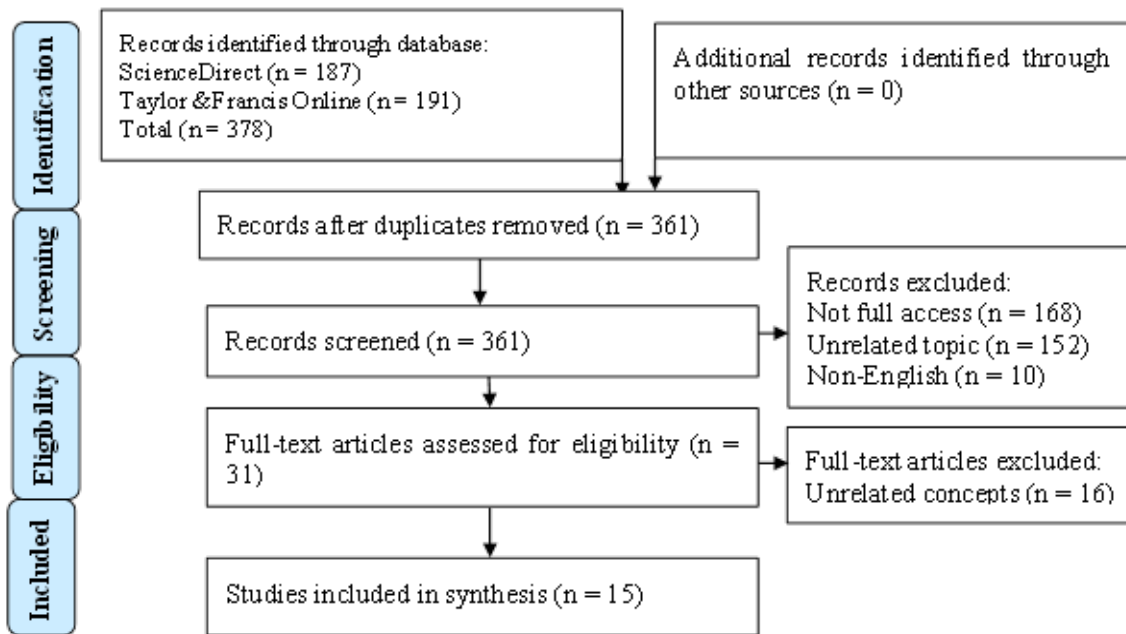 Identification
Records identified through database:
ScienceDirect (n = 187)
Taylor &Francis Online (n = 191)
Total (n = 378)
Additional records identified through
other sources (n = 0)
Records after duplicates removed (n = 361)
Screening
Records screened (n = 361)
Records excluded:
Not full access (n = 168)
Unrelated topic (n = 152)
Non-English (n = 10)
Eligibility
Full-text articles assessed for eligibility (n =
31)
Full-text articles excluded:
Unrelated concepts (n = 16)
Included
Studies included in synthesis (n = 15)